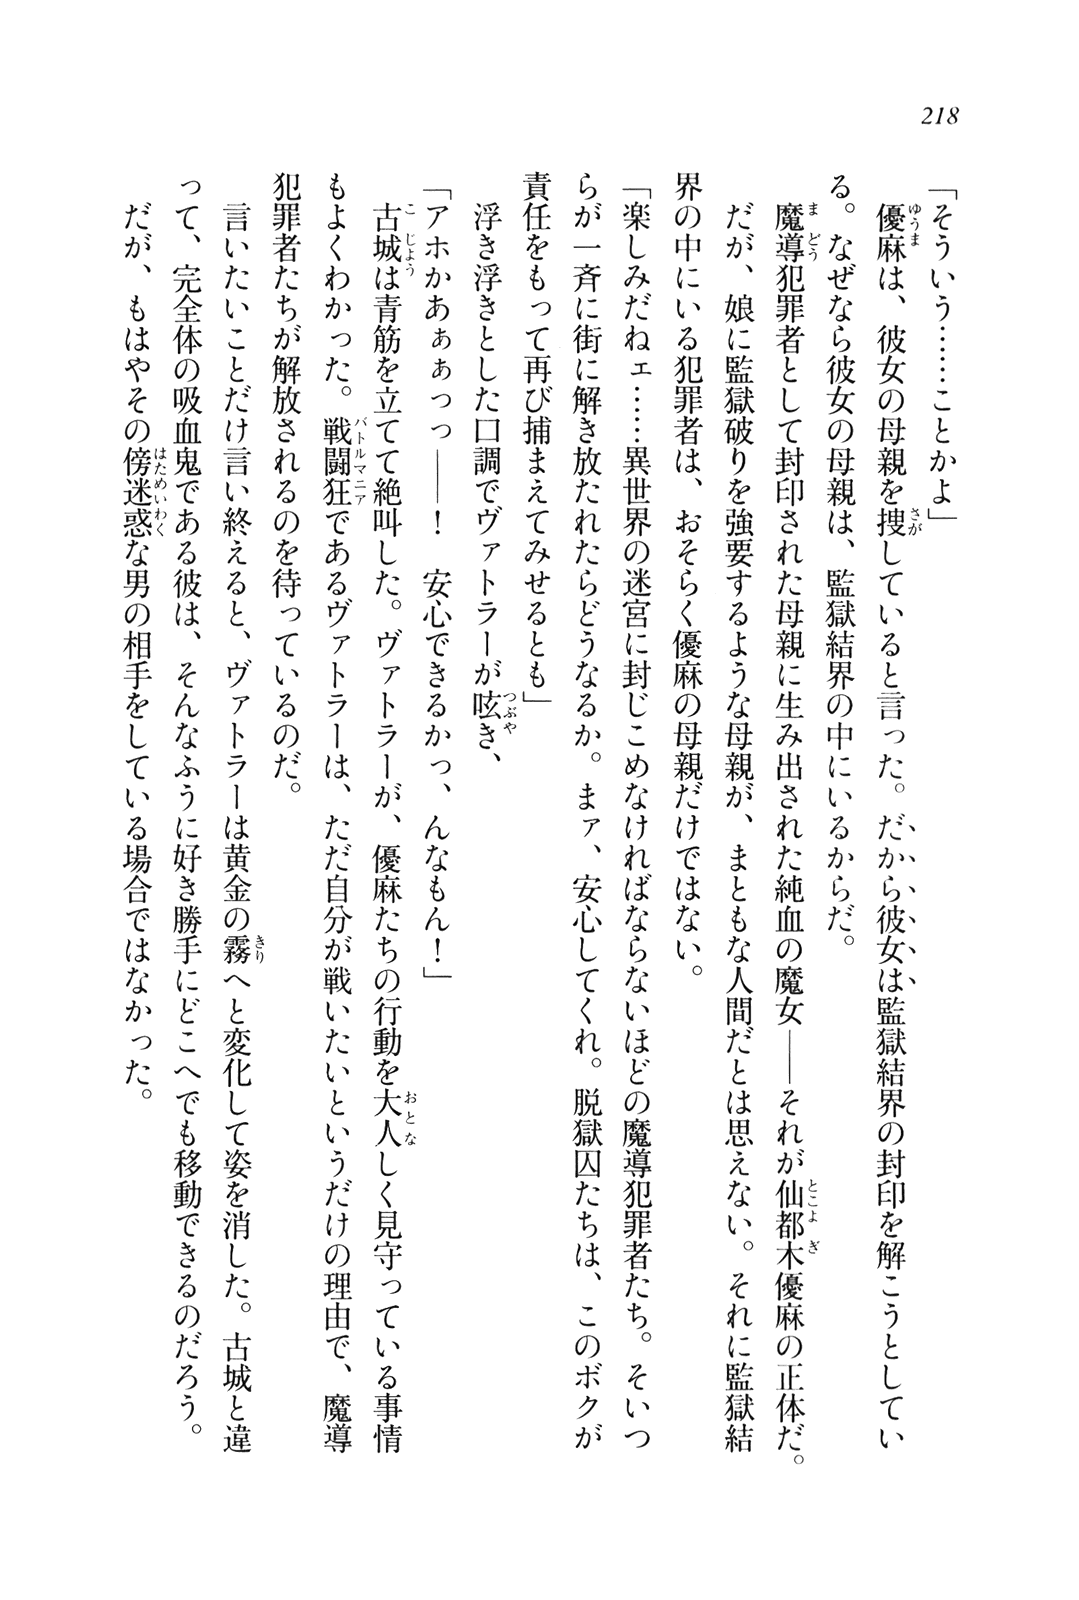 218
「そういう……ことかよ」
　優麻は、彼女の母親を捜していると言った。だから彼女は監獄結界の封印を解こうとしてい
る。なぜなら彼女の母親は、監獄結界の中にいるからだ。
　魔導犯罪者として封印された母親に生み出された純血の魔女――それが仙都木優麻の正体だ。
　だが、娘に監獄破りを強要するような母親が、まともな人間だとは思えない。それに監獄結
界の中にいる犯罪者は、おそらく優麻の母親だけではない。
「楽しみだねェ……異世界の迷宮に封じこめなければならないほどの魔導犯罪者たち。そいつ
らが一斉に街に解き放たれたらどうなるか。まァ、安心してくれ。脱獄囚たちは、このボクが
責任をもって再び捕まえてみせるとも」
　浮き浮きとした口調でヴァトラーが呟き、
「アホかあぁぁっっ――！　安心できるかっ、んなもん！」
　古城は青筋を立てて絶叫した。ヴァトラーが、優麻たちの行動を大人しく見守っている事情
もよくわかった。戦闘狂であるヴァトラーは、ただ自分が戦いたいというだけの理由で、魔導
犯罪者たちが解放されるのを待っているのだ。
　言いたいことだけ言い終えると、ヴァトラーは黄金の霧へと変化して姿を消した。古城と違
って、完全体の吸血鬼である彼は、そんなふうに好き勝手にどこへでも移動できるのだろう。
　だが、もはやその傍迷惑な男の相手をしている場合ではなかった。